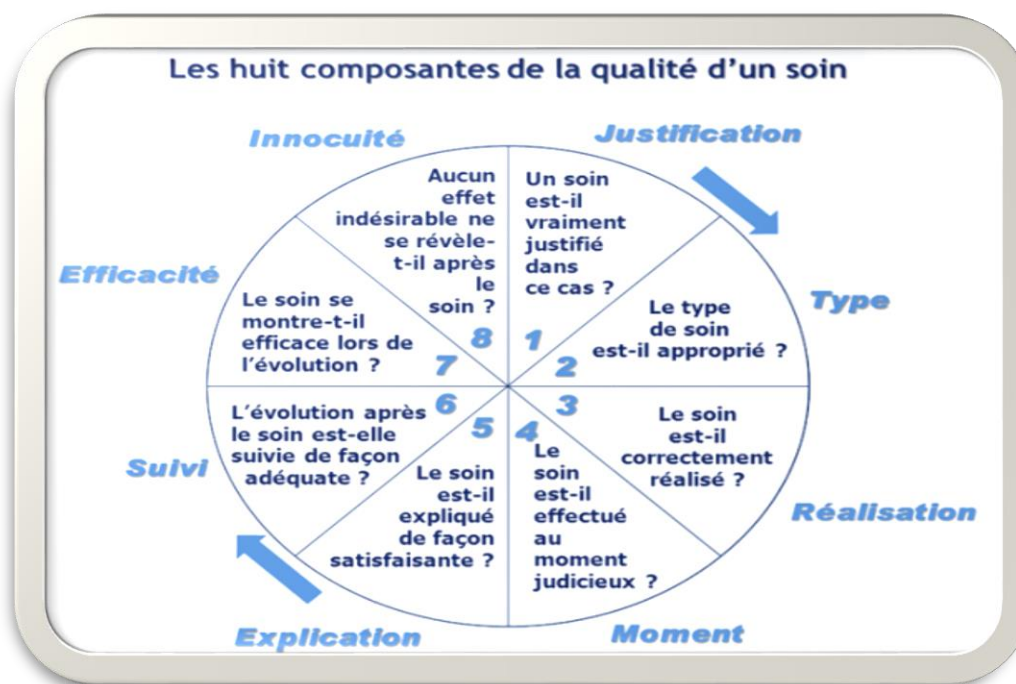 Les huit composantes de la qualité d'un soin
Justification
Un soin
est-il
vraiment
justifié
dans
ce cas ?
1
Type
Le type
de soin
est-il approprié ?
2
3
Le soin
est-il
correctement
réalisé ?
Réalisation
4
Le
soin
est-il
effectué
au
moment
judicieux ?
Moment
5
Le soin
est-il
expliqué
de façon
satisfaisante ?
Explication
6
L'évolution après
le soin est-elle
suivie de façon
adéquate ?
Suivi
Efficacité
Le soin se
montre-t-il
efficace lors de
l'évolution ?
7
Innocuité
Aucun
effet
indésirable ne
se révèle-
t-il après
le
soin ?
8